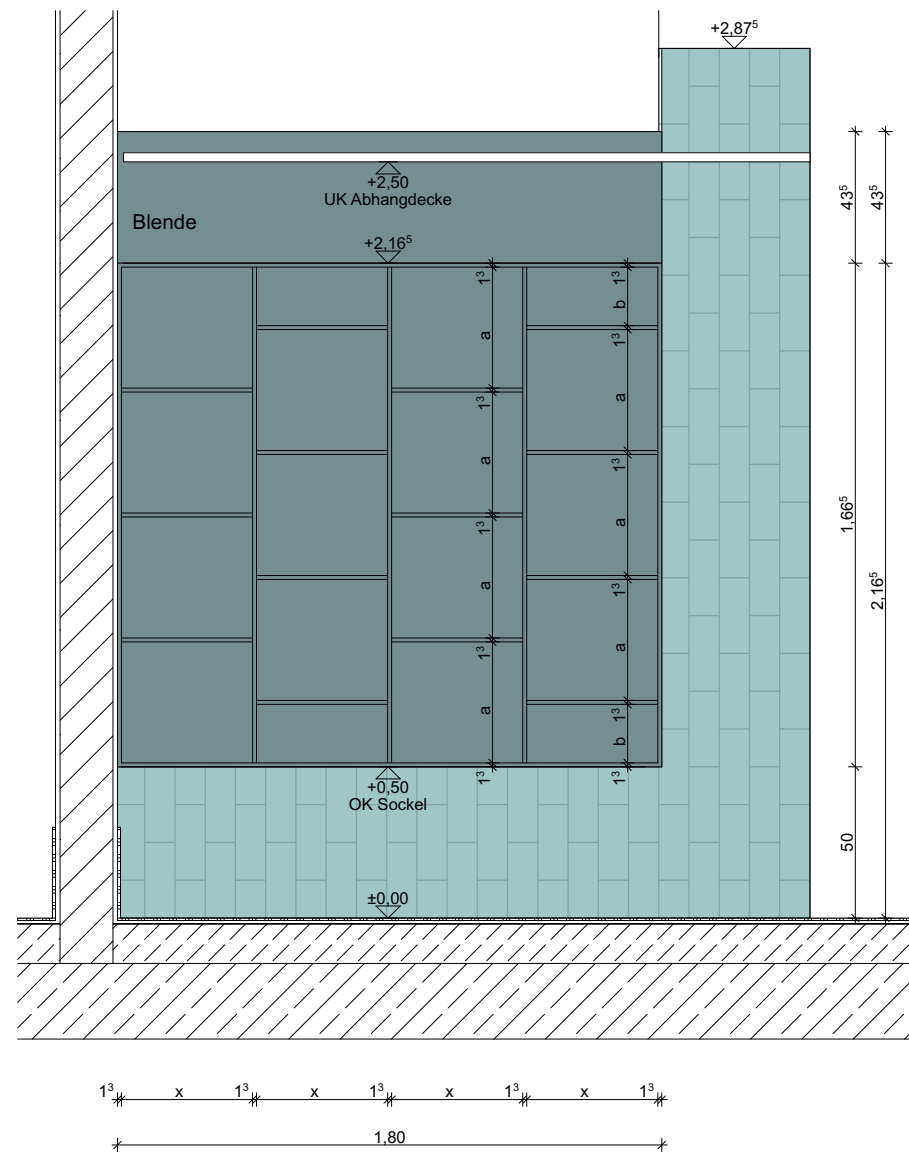 +2,87⁵
+2,50
UK Abhangdecke
Blende
+2,16⁵
43⁵
43⁵
1³
a
1³
a
1³
a
1³
a
1³
1³
b
1³
a
1³
a
1³
a
1³
b
1³
1,66⁵
2,16⁵
50
+0,50
OK Sockel
±0,00
1³ x 1³ x 1³ x 1³ x 1³
1,80